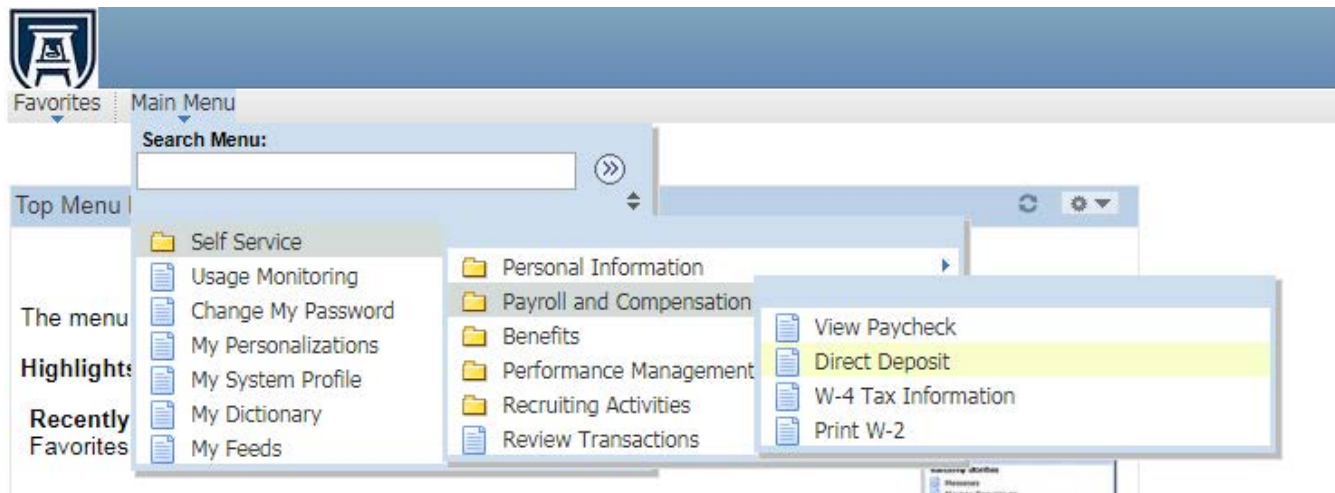 Favorites Main Menu
Search Menu:
Top Menu
Self Service
Usage Monitoring
Change My Password
My Personalizations
My System Profile
My Dictionary
My Feeds
Personal Information
Payroll and Compensation
Benefits
Performance Management
Recruiting Activities
Review Transactions
View Paycheck
Direct Deposit
W-4 Tax Information
Print W-2
The menu
Highlights
Recently
Favorites